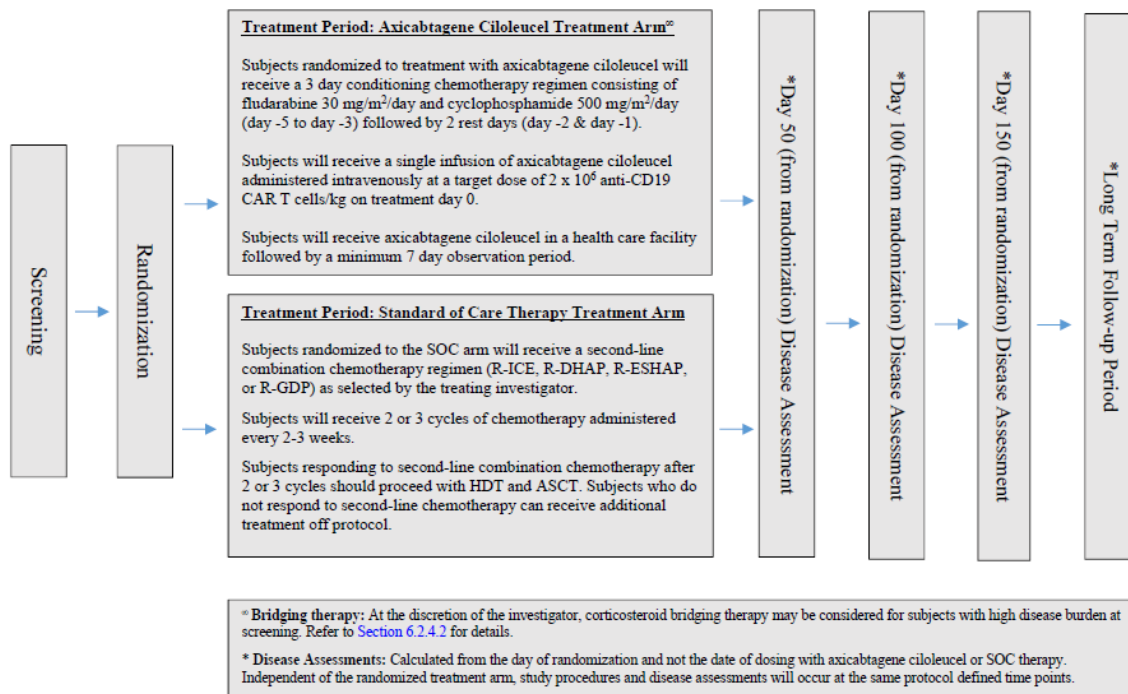 Screening
Randomization
Treatment Period: Axicabtagene Ciloleucel Treatment Arm∞
Subjects randomized to treatment with axicabtagene ciloleucel will
receive a 3 day conditioning chemotherapy regimen consisting of
fludarabine 30 mg/m²/day and cyclophosphamide 500 mg/m²/day
(day -5 to day -3) followed by 2 rest days (day -2 & day -1).
Subjects will receive a single infusion of axicabtagene ciloleucel
administered intravenously at a target dose of 2 x 10⁶ anti-CD19
CAR T cells/kg on treatment day 0.
Subjects will receive axicabtagene ciloleucel in a health care facility
followed by a minimum 7 day observation period.
Treatment Period: Standard of Care Therapy Treatment Arm
Subjects randomized to the SOC arm will receive a second-line
combination chemotherapy regimen (R-ICE, R-DHAP, R-ESHAP,
or R-GDP) as selected by the treating investigator.
Subjects will receive 2 or 3 cycles of chemotherapy administered
every 2-3 weeks.
Subjects responding to second-line combination chemotherapy after
2 or 3 cycles should proceed with HDT and ASCT. Subjects who do
not respond to second-line chemotherapy can receive additional
treatment off protocol.
*Day 50 (from randomization) Disease Assessment
*Day 100 (from randomization) Disease Assessment
*Day 150 (from randomization) Disease Assessment
*Long Term Follow-up Period
∞ Bridging therapy: At the discretion of the investigator, corticosteroid bridging therapy may be considered for subjects with high disease burden at
screening. Refer to Section 6.2.4.2 for details.
* Disease Assessments: Calculated from the day of randomization and not the date of dosing with axicabtagene ciloleucel or SOC therapy.
Independent of the randomized treatment arm, study procedures and disease assessments will occur at the same protocol defined time points.